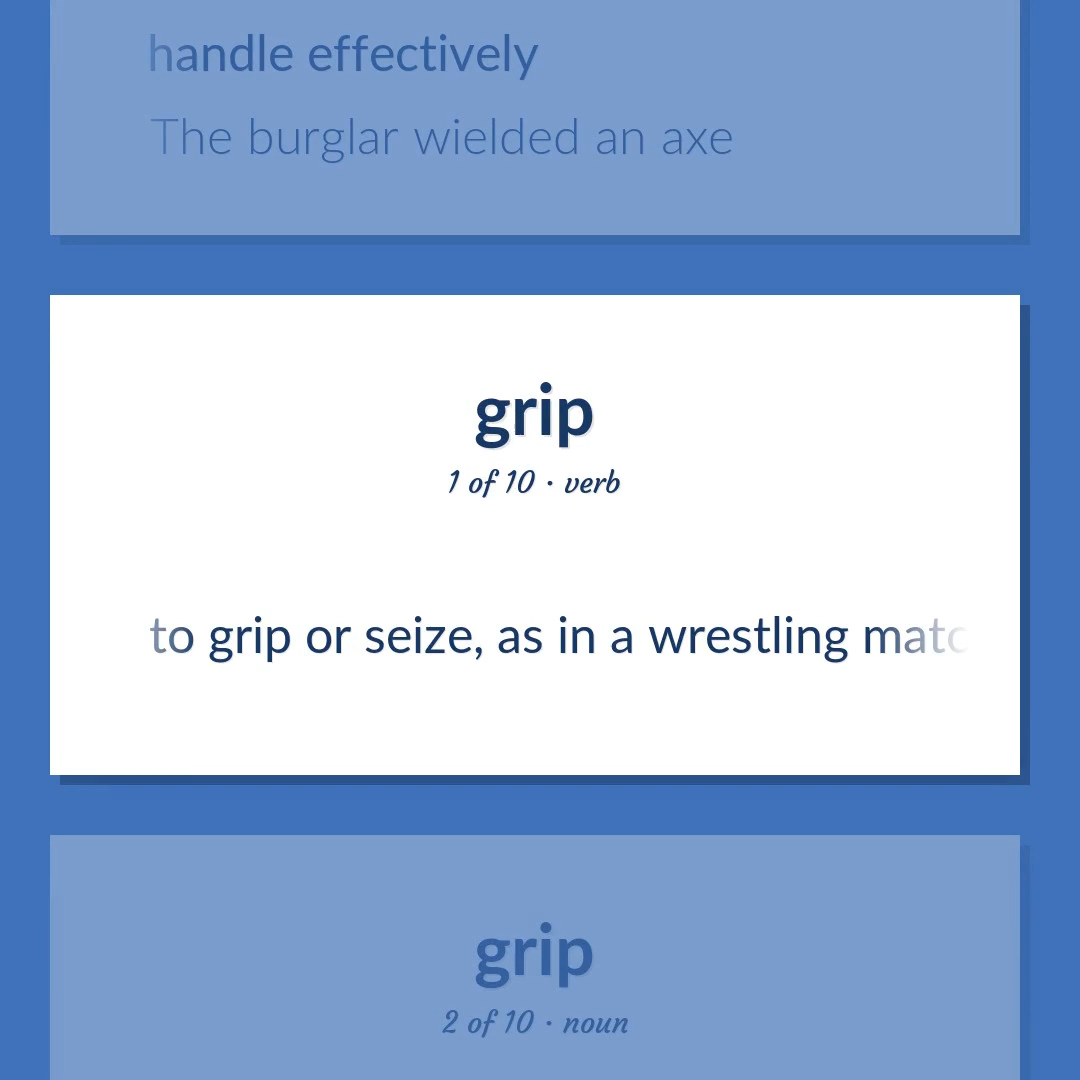 handle effectively
The burglar wielded an axe
grip
1 of 10 · verb
to grip or seize, as in a wrestling matc
grip
2 of 10 · noun